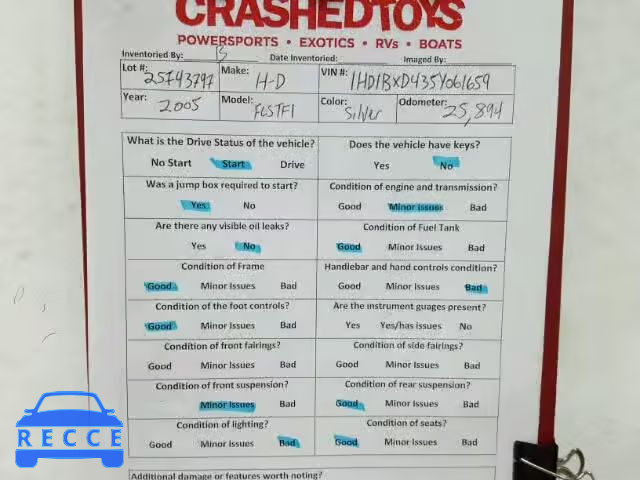 CRASHEDTOYS
POWERSPORTS • EXOTICS • RVs • BOATS
Inventoried By: B Date Inventoried: Imaged By:
Lot #: 25743797 Make: H-D VIN #: 1HD1BXD435Y061659
Year: 2005 Model: FLSTFI Color: Silver Odometer: 25,894
What is the Drive Status of the vehicle? Does the vehicle have keys?
No Start Start Drive Yes No
Was a jump box required to start? Condition of engine and transmission?
Yes No Good Minor Issues Bad
Are there any visible oil leaks? Condition of Fuel Tank
Yes No Good Minor Issues Bad
Condition of Frame Handlebar and hand controls condition?
Good Minor Issues Bad Good Minor Issues Bad
Condition of the foot controls? Are the instrument guages present?
Good Minor Issues Bad Yes Yes/has issues No
Condition of front fairings? Condition of side fairings?
Good Minor Issues Bad Good Minor Issues Bad
Condition of front suspension? Condition of rear suspension?
Minor Issues Bad Good Minor Issues Bad
Condition of lighting? Condition of seats?
Good Minor Issues Bad Good Minor Issues Bad
Additional damage or features worth noting?
RECCE